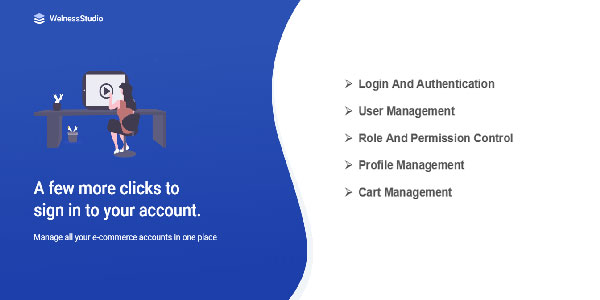 WelnessStudio
A few more clicks to
sign in to your account.
Manage all your e-commerce accounts in one place
Login And Authentication
User Management
Role And Permission Control
Profile Management
Cart Management